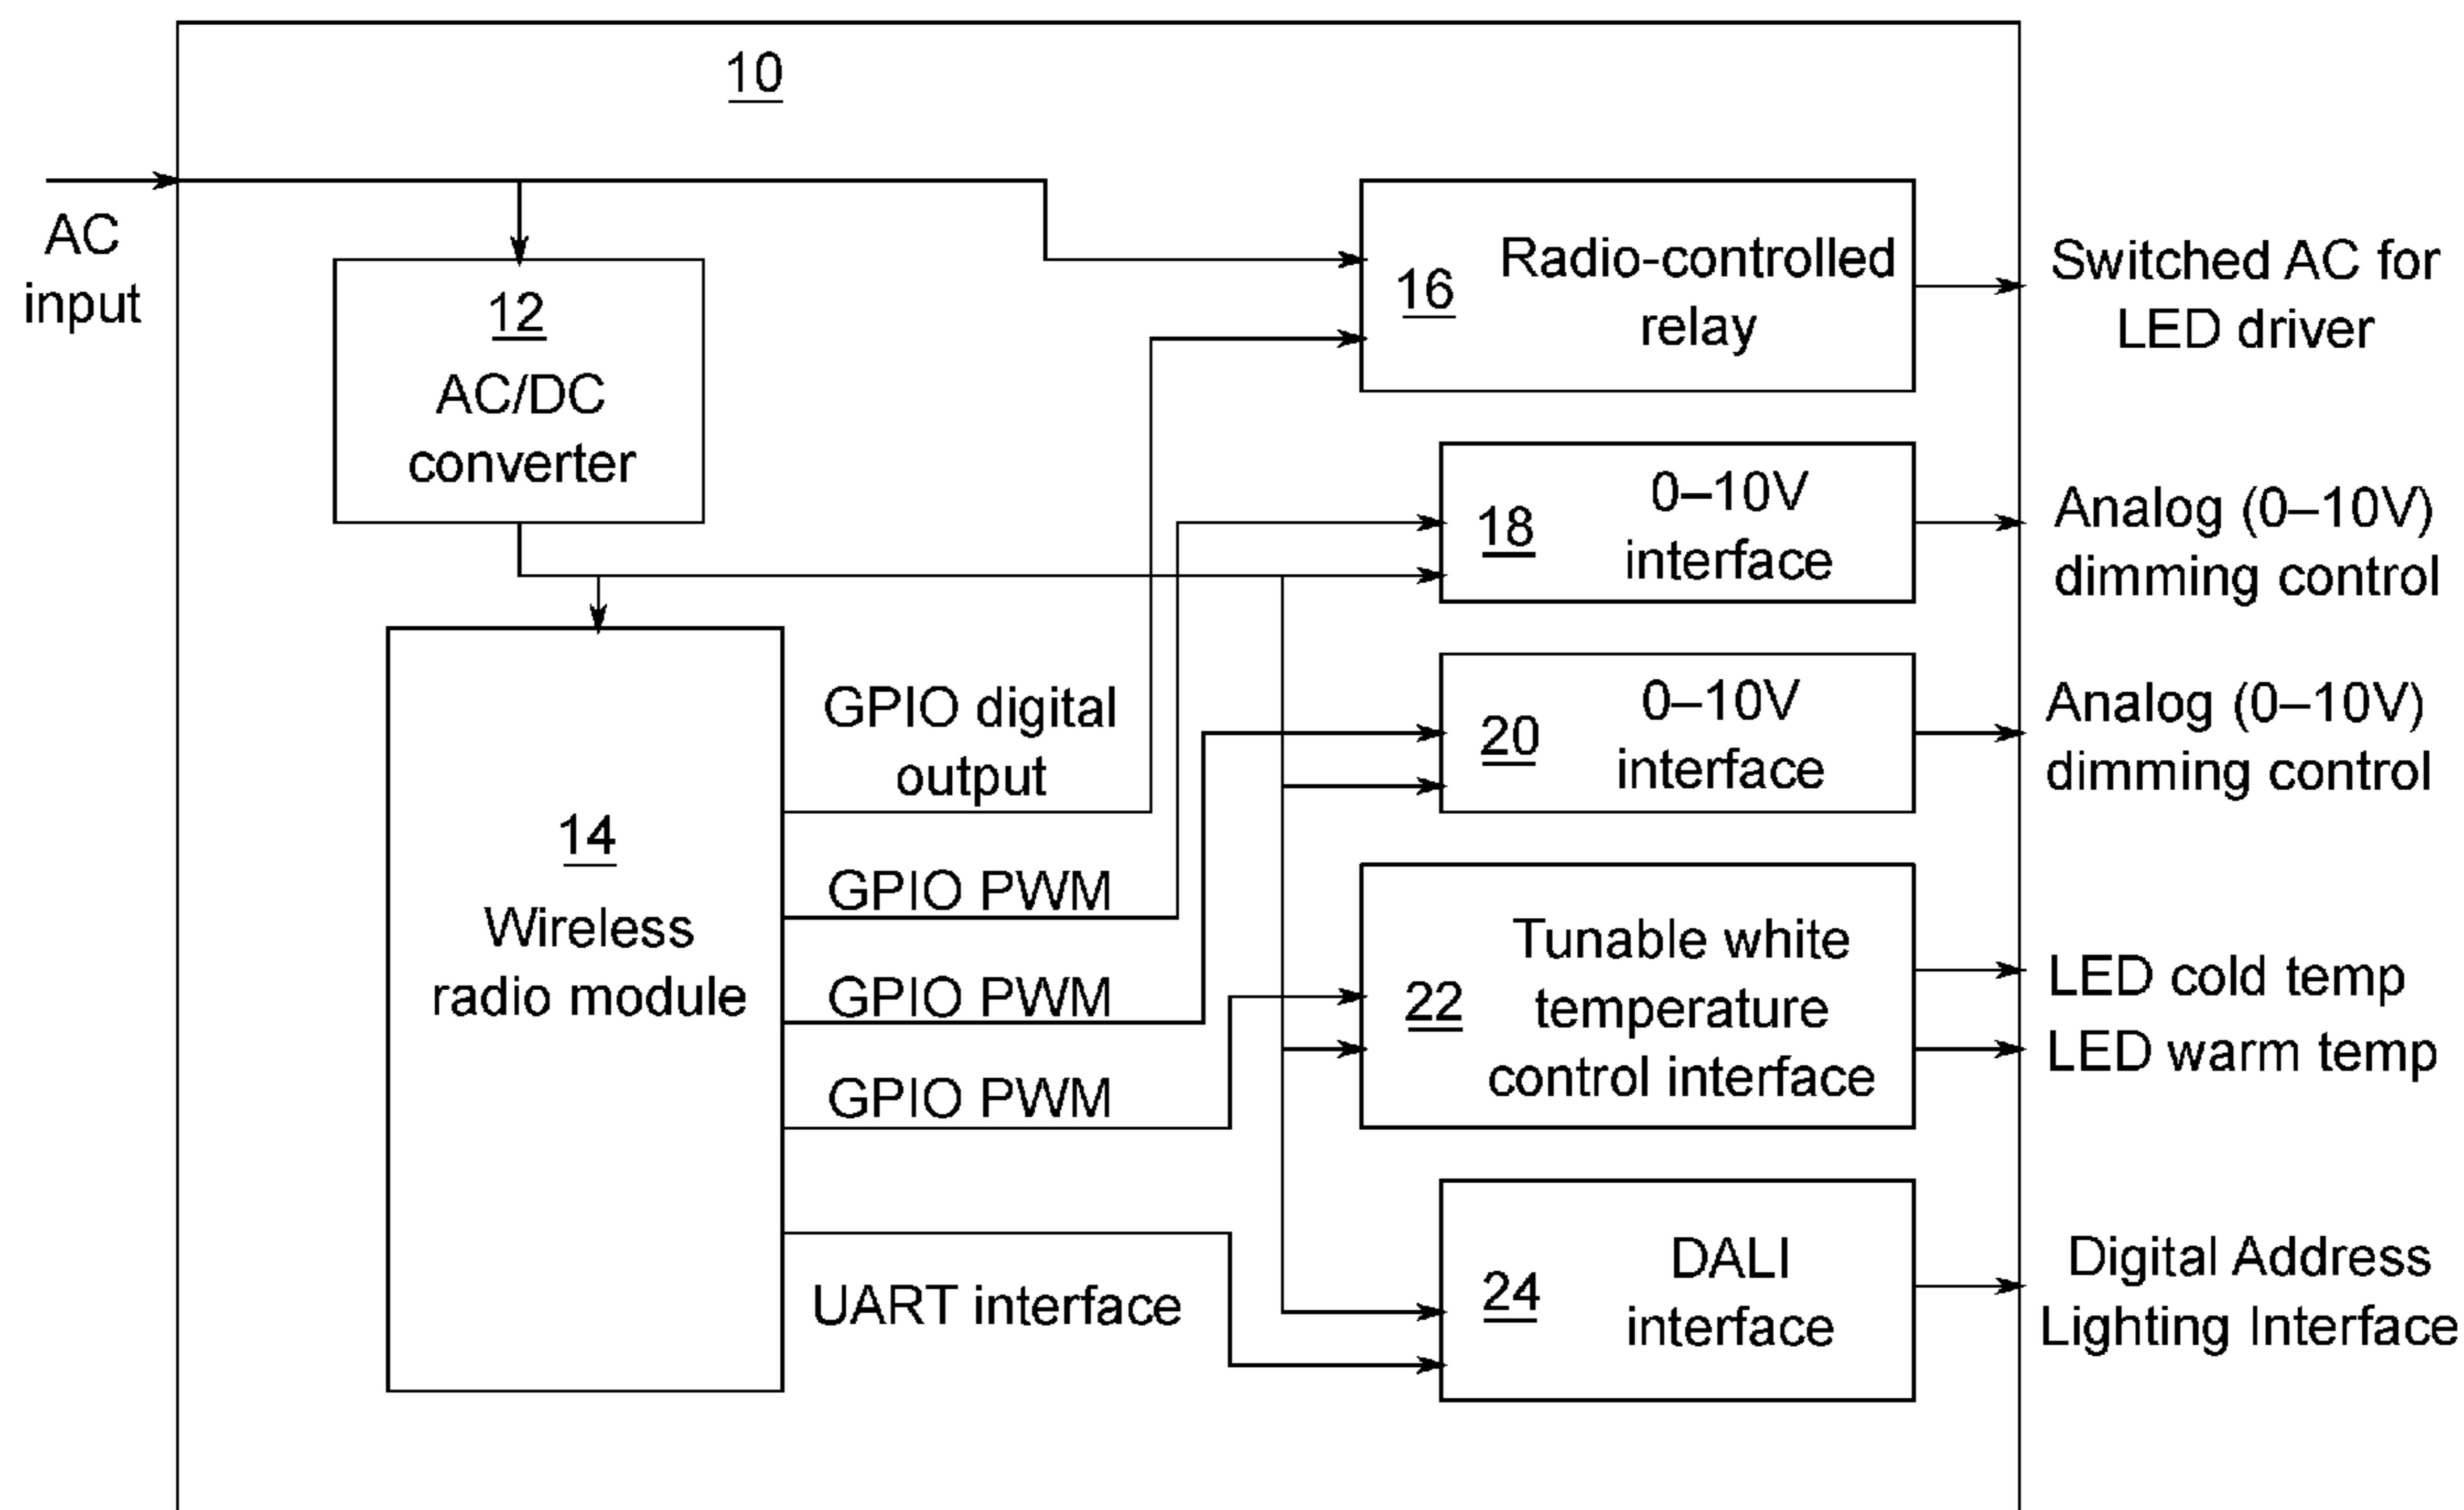 10
AC
input
12
AC/DC
converter
16
Radio-controlled
relay
Switched AC for
LED driver
18
0–10V
interface
Analog (0–10V)
dimming control
14
Wireless
radio module
GPIO digital
output
GPIO PWM
GPIO PWM
GPIO PWM
UART interface
20
0–10V
interface
Analog (0–10V)
dimming control
22
Tunable white
temperature
control interface
LED cold temp
LED warm temp
24
DALI
interface
Digital Address
Lighting Interface